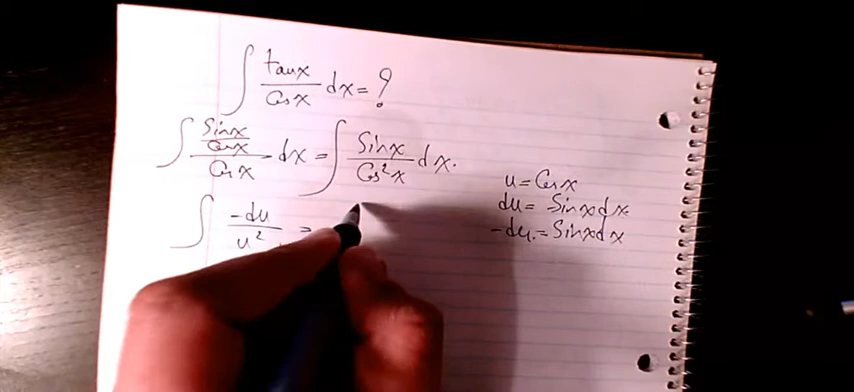 ∫ tanx/Cosx dx = ?
∫ (Sinx/Cosx)/Cosx dx = ∫ Sinx/Cos²x dx.
u = Cosx
du = Sinxdx
-du = Sinxdx
∫ -du/u² =